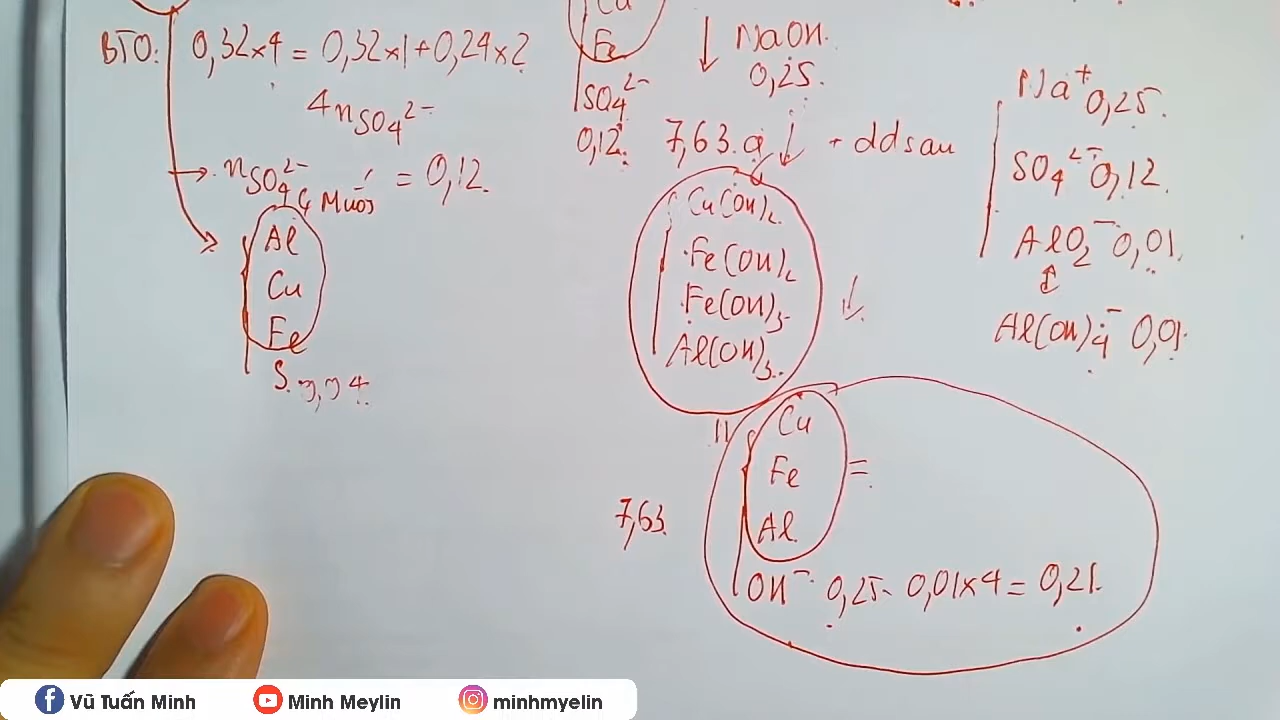 BTO: 0,32×4 = 0,32×1+0,24×2
4nSO₄²⁻
→ nSO₄²⁻ = 0,12.
Muối
Al
Cu
Fe
S
Cu
Fe
SO₄²⁻
0,12.
↓ NaOH.
0,25.
7,63.g ↓ + dd sau
Cu(OH)₂
Fe(OH)₂
Fe(OH)₃
Al(OH)₃
↓
Na⁺ 0,25.
SO₄²⁻ 0,12.
AlO₂⁻ 0,01.
Al(OH)₄⁻ 0,01.
Cu
Fe =
Al
7,63.
OH⁻ 0,25 - 0,01×4 = 0,21.
Vũ Tuấn Minh
Minh Meylin
minhmyelin